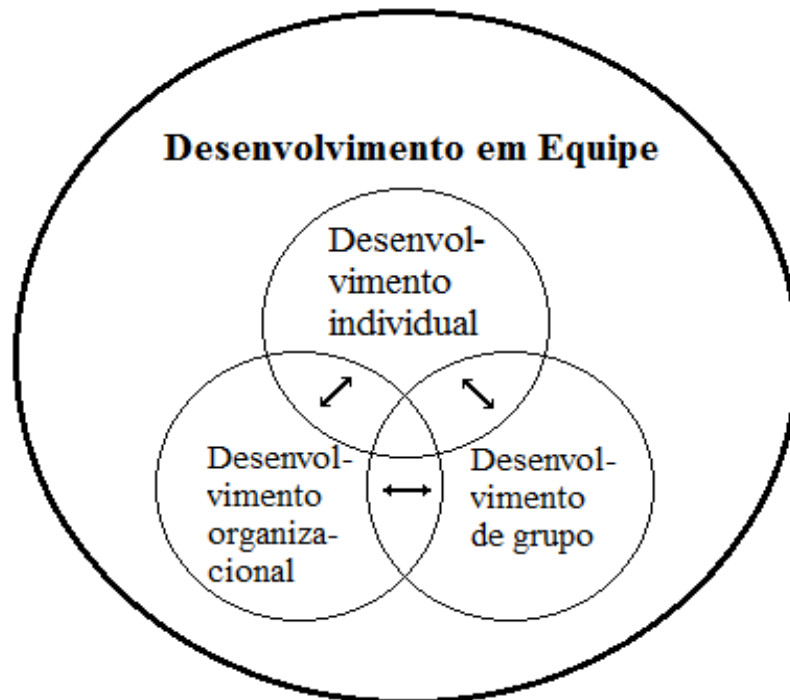 Desenvolvimento em Equipe
Desenvol-
vimento
individual
Desenvol-
vimento
organiza-
cional
Desenvol-
vimento
de grupo